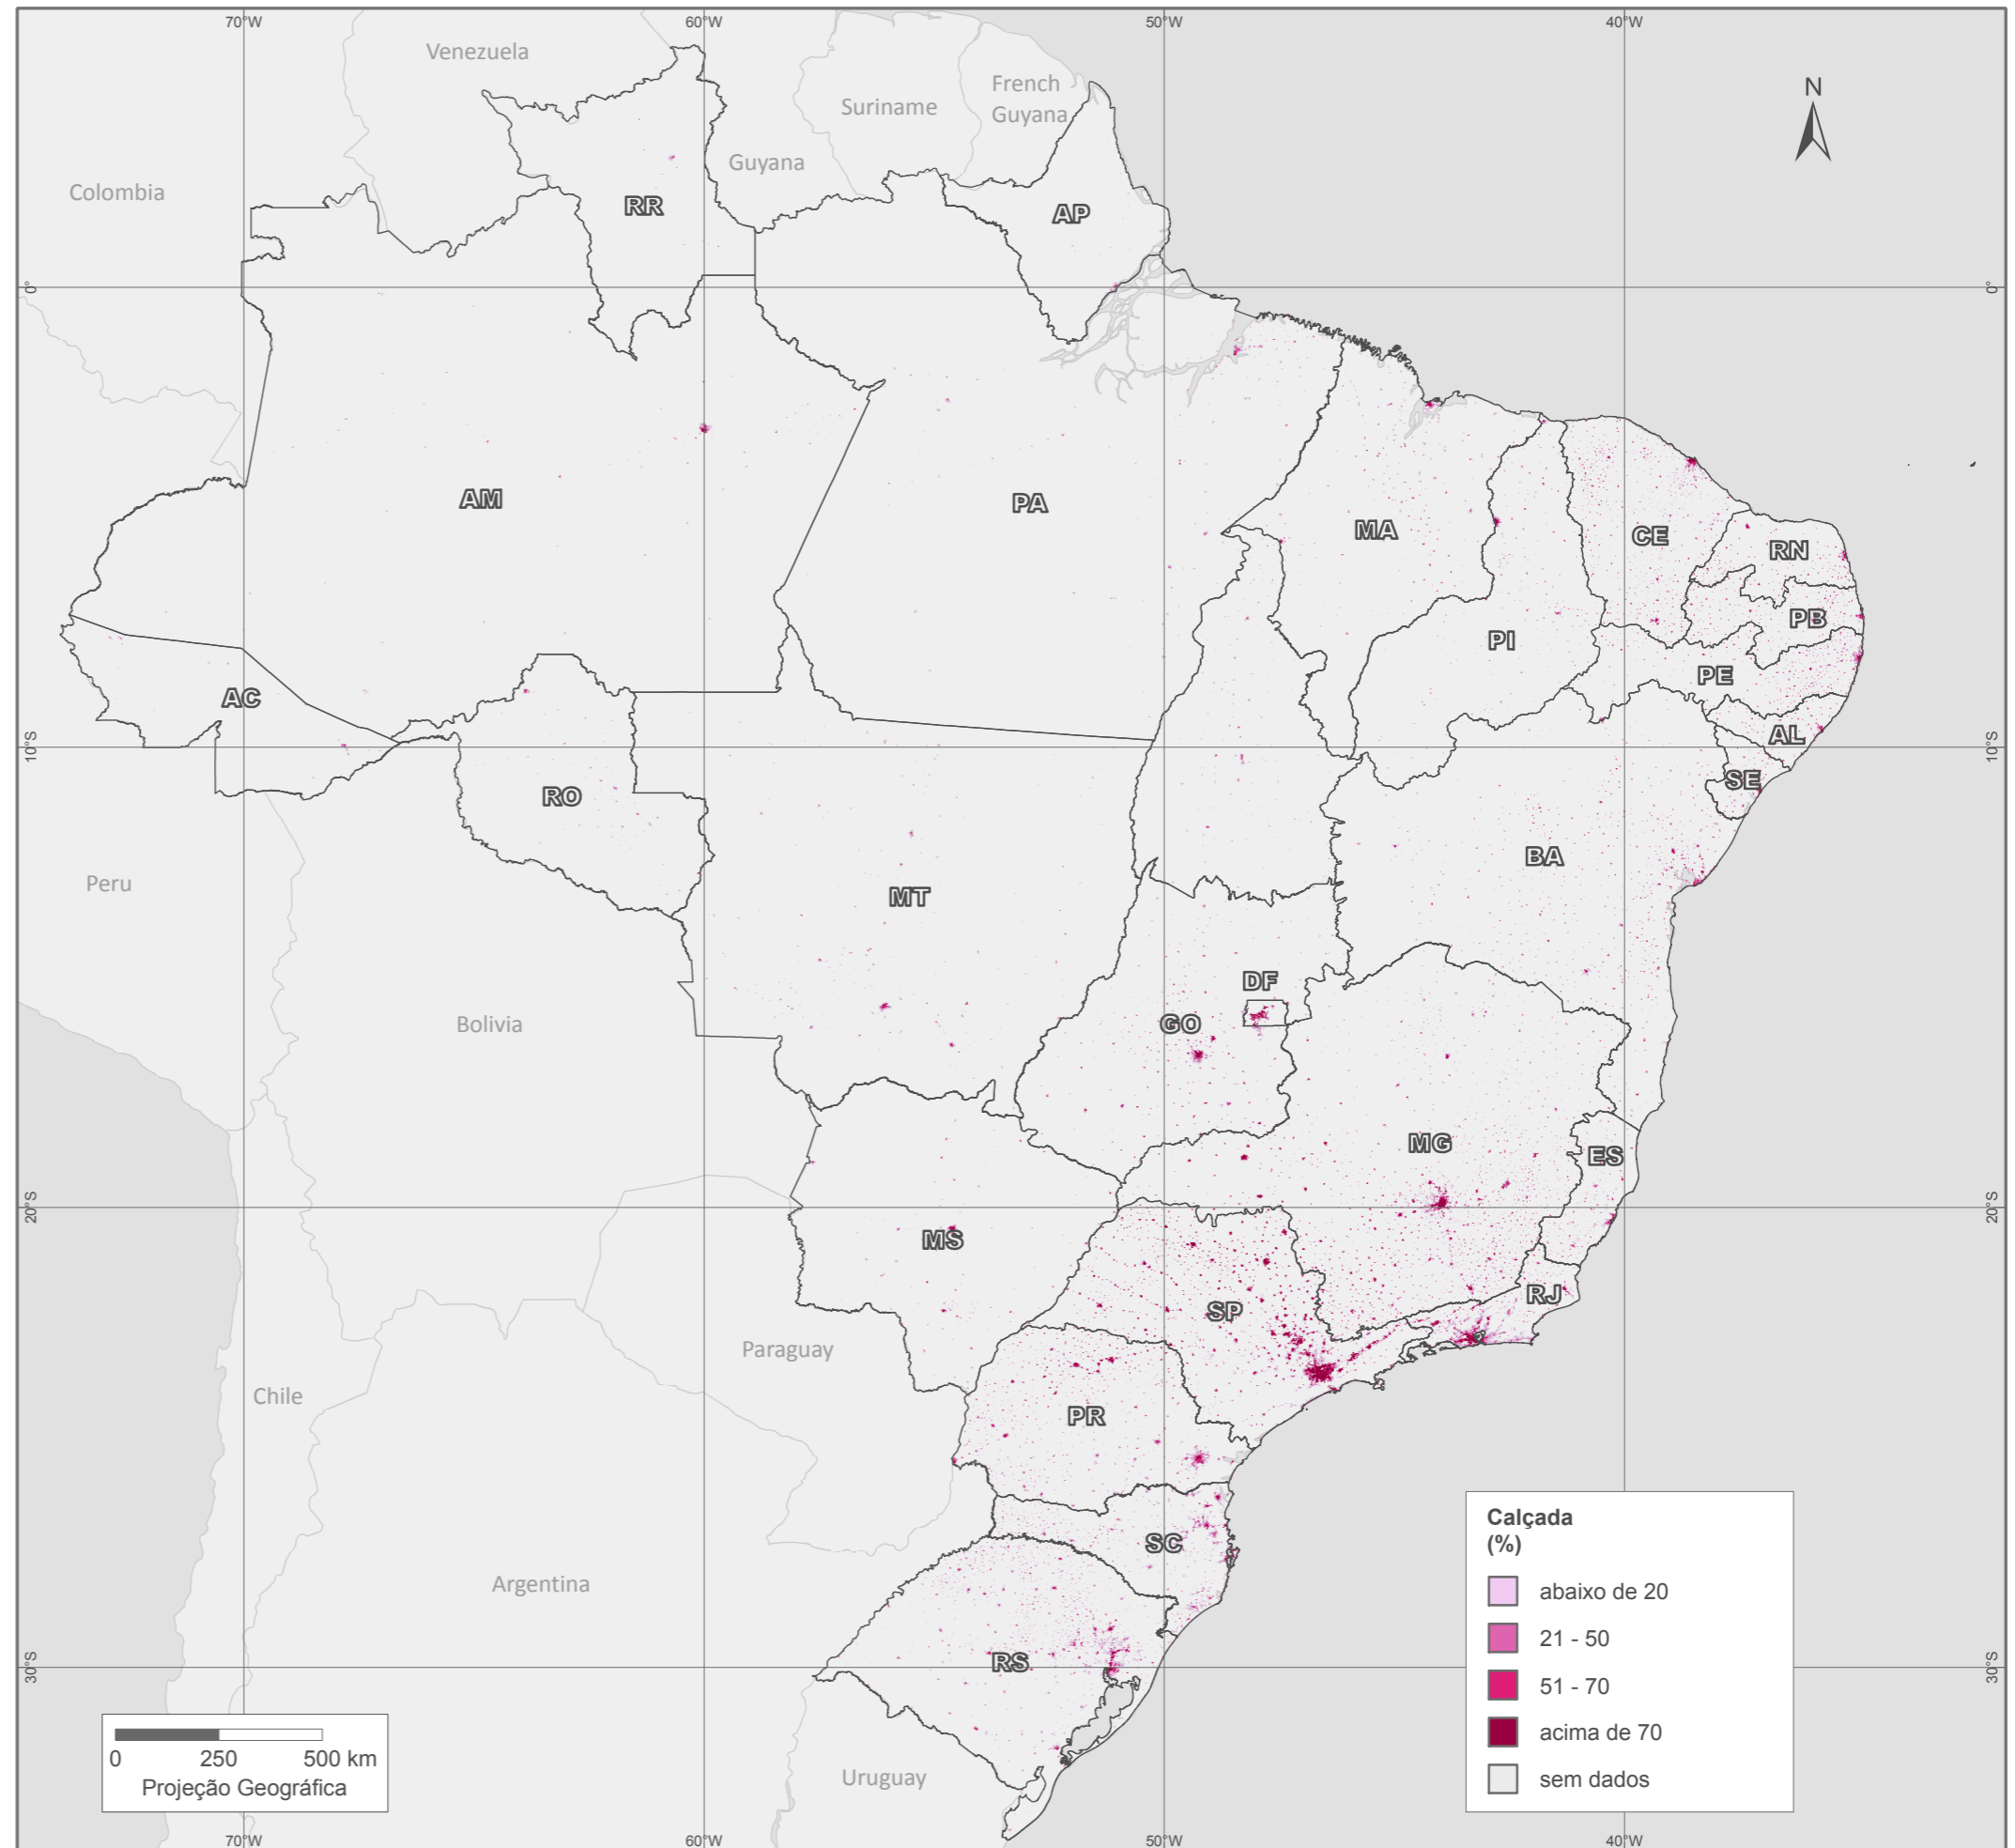 70°W 60°W 50°W 40°W
Venezuela
French
Guyana
Suriname
N
Guyana
Colombia
RR
AP
0° 0°
AM
PA
MA
CE
RN
PB
PI
PE
AC
AL
10°S 10°S
SE
RO
BA
MT
Peru
DF
GO
Bolivia
MG
ES
20°S 20°S
MS
RJ
SP
Paraguay
Chile
PR
SC
Argentina
RS
30°S 30°S
Uruguay
Calçada
(%)
abaixo de 20
21 - 50
51 - 70
acima de 70
sem dados
0 250 500 km
Projeção Geográfica
70°W 60°W 50°W 40°W